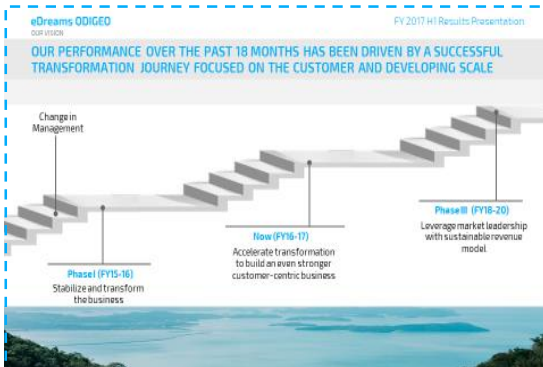 eDreams ODIGEO
FY 2017 H1 Results Presentation
OUR VISION
OUR PERFORMANCE OVER THE PAST 18 MONTHS HAS BEEN DRIVEN BY A SUCCESSFUL
TRANSFORMATION JOURNEY FOCUSED ON THE CUSTOMER AND DEVELOPING SCALE
Change in
Management
Phase III (FY18-20)
Leverage market leadership
with sustainable revenue
model
Now (FY16-17)
Accelerate transformation
to build an even stronger
customer-centric business
Phase I (FY15-16)
Stabilize and transform
the business